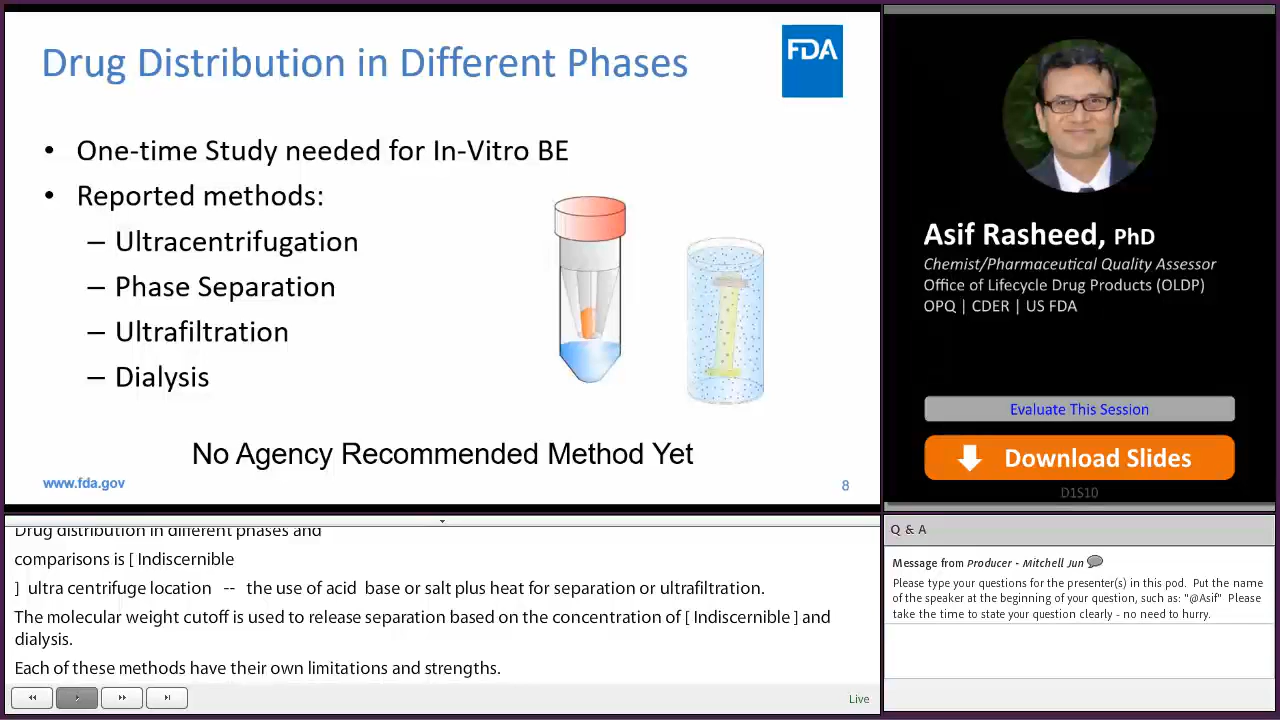 Drug Distribution in Different Phases
FDA
• One-time Study needed for In-Vitro BE
• Reported methods:
– Ultracentrifugation
– Phase Separation
– Ultrafiltration
– Dialysis
No Agency Recommended Method Yet
www.fda.gov
8
Asif Rasheed, PhD
Chemist/Pharmaceutical Quality Assessor
Office of Lifecycle Drug Products (OLDP)
OPQ | CDER | US FDA
Evaluate This Session
Download Slides
D1S10
Drug distribution in different phases and
comparisons is [ Indiscernible
] ultra centrifuge location -- the use of acid base or salt plus heat for separation or ultrafiltration.
The molecular weight cutoff is used to release separation based on the concentration of [ Indiscernible ] and
dialysis.
Each of these methods have their own limitations and strengths.
Live
Q & A
Message from Producer - Mitchell Jun
Please type your questions for the presenter(s) in this pod. Put the name
of the speaker at the beginning of your question, such as: "@Asif" Please
take the time to state your question clearly - no need to hurry.